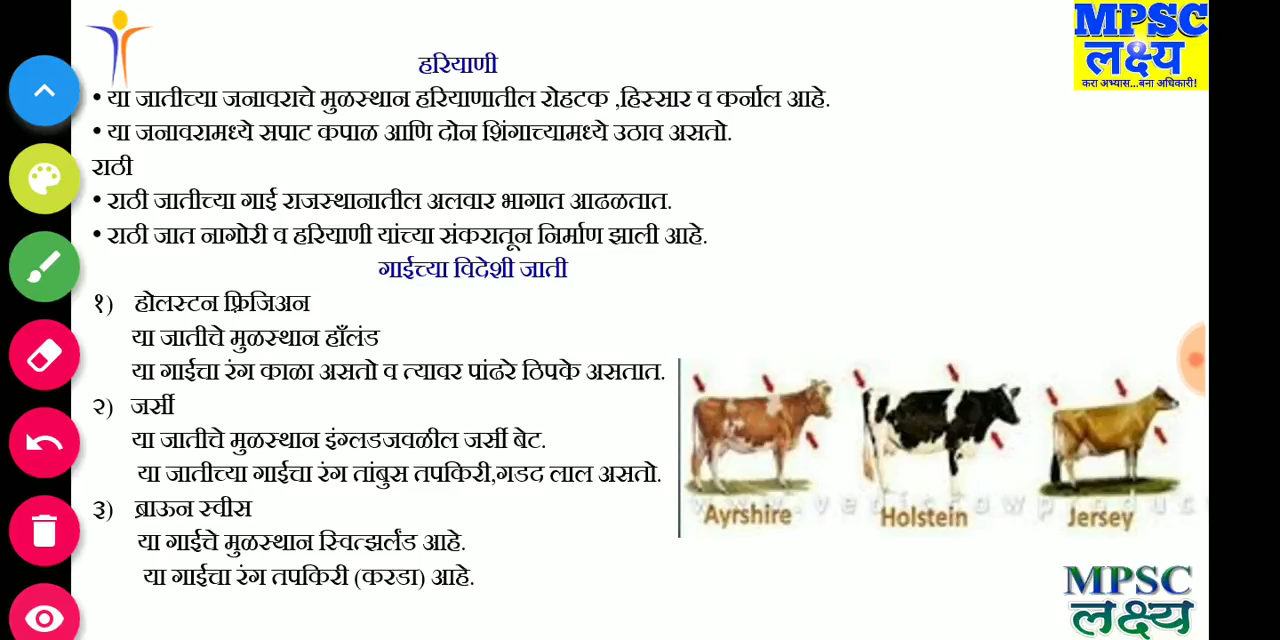 MPSC
लक्ष्य
करा अभ्यास...बना अधिकारी!
हरियाणी
• या जातीच्या जनावराचे मुळस्थान हरियाणातील रोहटक ,हिस्सार व कर्नाल आहे.
• या जनावरामध्ये सपाट कपाळ आणि दोन शिंगाच्यामध्ये उठाव असतो.
राठी
• राठी जातीच्या गाई राजस्थानातील अलवार भागात आढळतात.
• राठी जात नागोरी व हरियाणी यांच्या संकरातून निर्माण झाली आहे.
गाईच्या विदेशी जाती
१) होलस्टन फ्रिजिअन
या जातीचे मुळस्थान हाँलंड
या गाईचा रंग काळा असतो व त्यावर पांढरे ठिपके असतात.
२) जर्सी
या जातीचे मुळस्थान इंग्लडजवळील जर्सी बेट.
या जातीच्या गाईचा रंग तांबुस तपकिरी,गडद लाल असतो.
३) ब्राऊन स्वीस
या गाईचे मुळस्थान स्वित्झर्लंड आहे.
या गाईचा रंग तपकिरी (करडा) आहे.
Ayrshire Holstein Jersey
MPSC
लक्ष्य